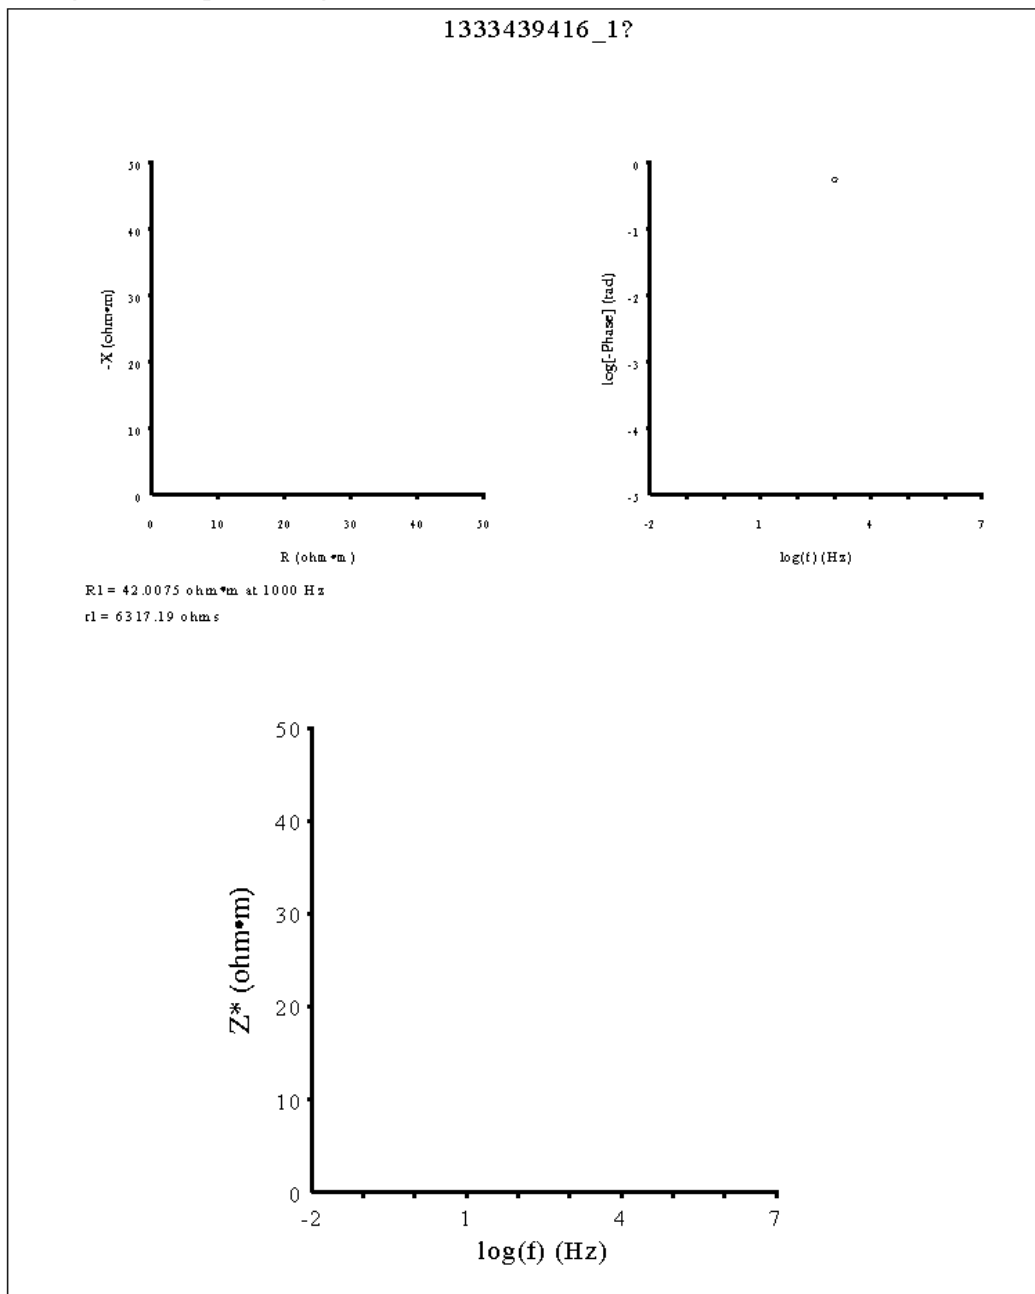 1333439416_1?
50
40
30
20
10
0
-X (ohm•m)
0 10 20 30 40 50
R (ohm•m)
0
-1
-2
-3
-4
-5
log[-Phase] (rad)
-2 1 4 7
log(f) (Hz)
R1 = 42.0075 ohm•m at 1000 Hz
r1 = 6317.19 ohms
50
40
30
20
10
0
Z* (ohm•m)
-2 1 4 7
log(f) (Hz)